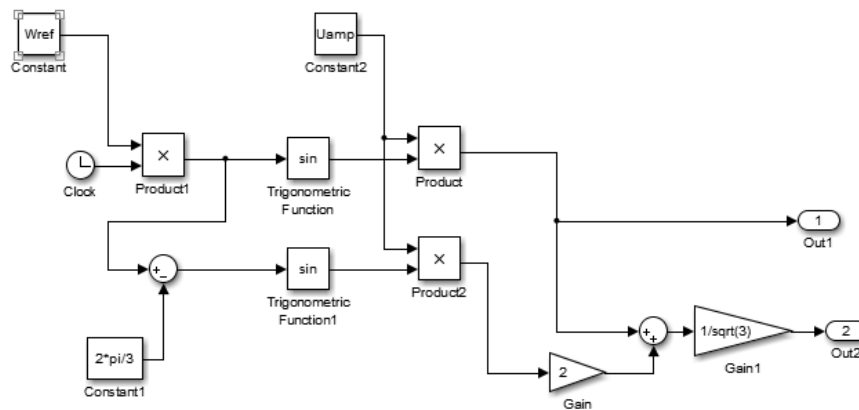 Wref
Constant
Uamp
Constant2
Clock
×
Product1
sin
Trigonometric
Function
×
Product
1
Out1
+
−
sin
Trigonometric
Function1
×
Product2
2*pi/3
Constant1
2
Gain
+
+
1/sqrt(3)
Gain1
2
Out2